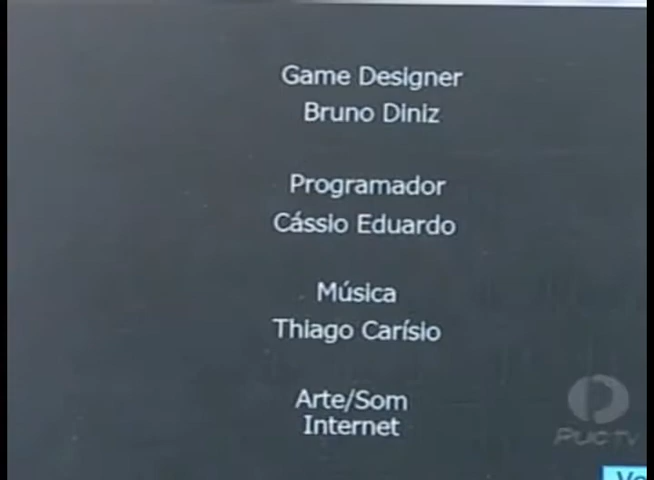 Game Designer
Bruno Diniz
Programador
Cássio Eduardo
Música
Thiago Carísio
Arte/Som
Internet
PUC TV